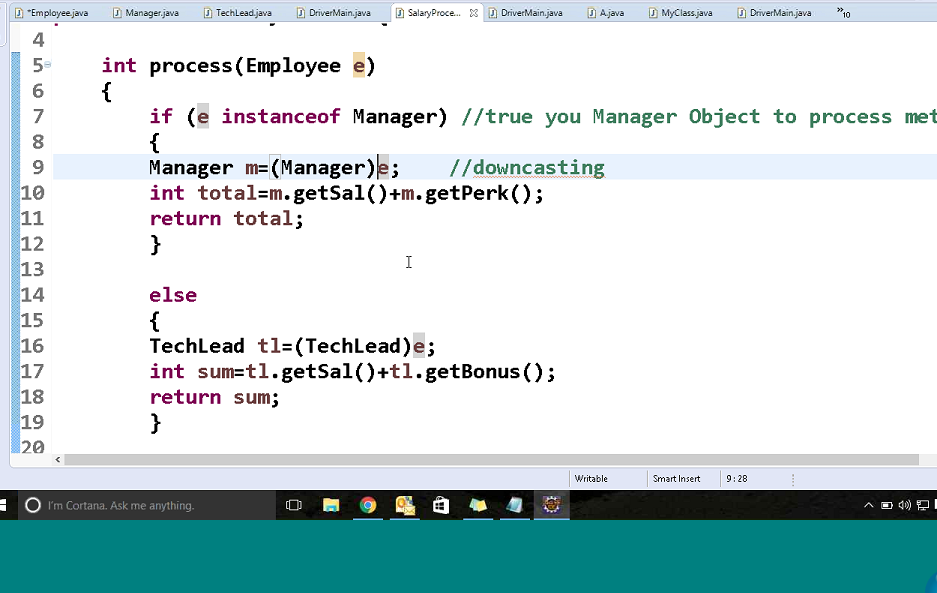 *Employee.java Manager.java TechLead.java DriverMain.java SalaryProce... DriverMain.java A.java MyClass.java DriverMain.java »10
4
5 int process(Employee e)
6 {
7 if (e instanceof Manager) //true you Manager Object to process met
8 {
9 Manager m=(Manager)e; //downcasting
10 int total=m.getSal()+m.getPerk();
11 return total;
12 }
13
14 else
15 {
16 TechLead tl=(TechLead)e;
17 int sum=tl.getSal()+tl.getBonus();
18 return sum;
19 }
20
Writable Smart Insert 9 : 28
I'm Cortana. Ask me anything.